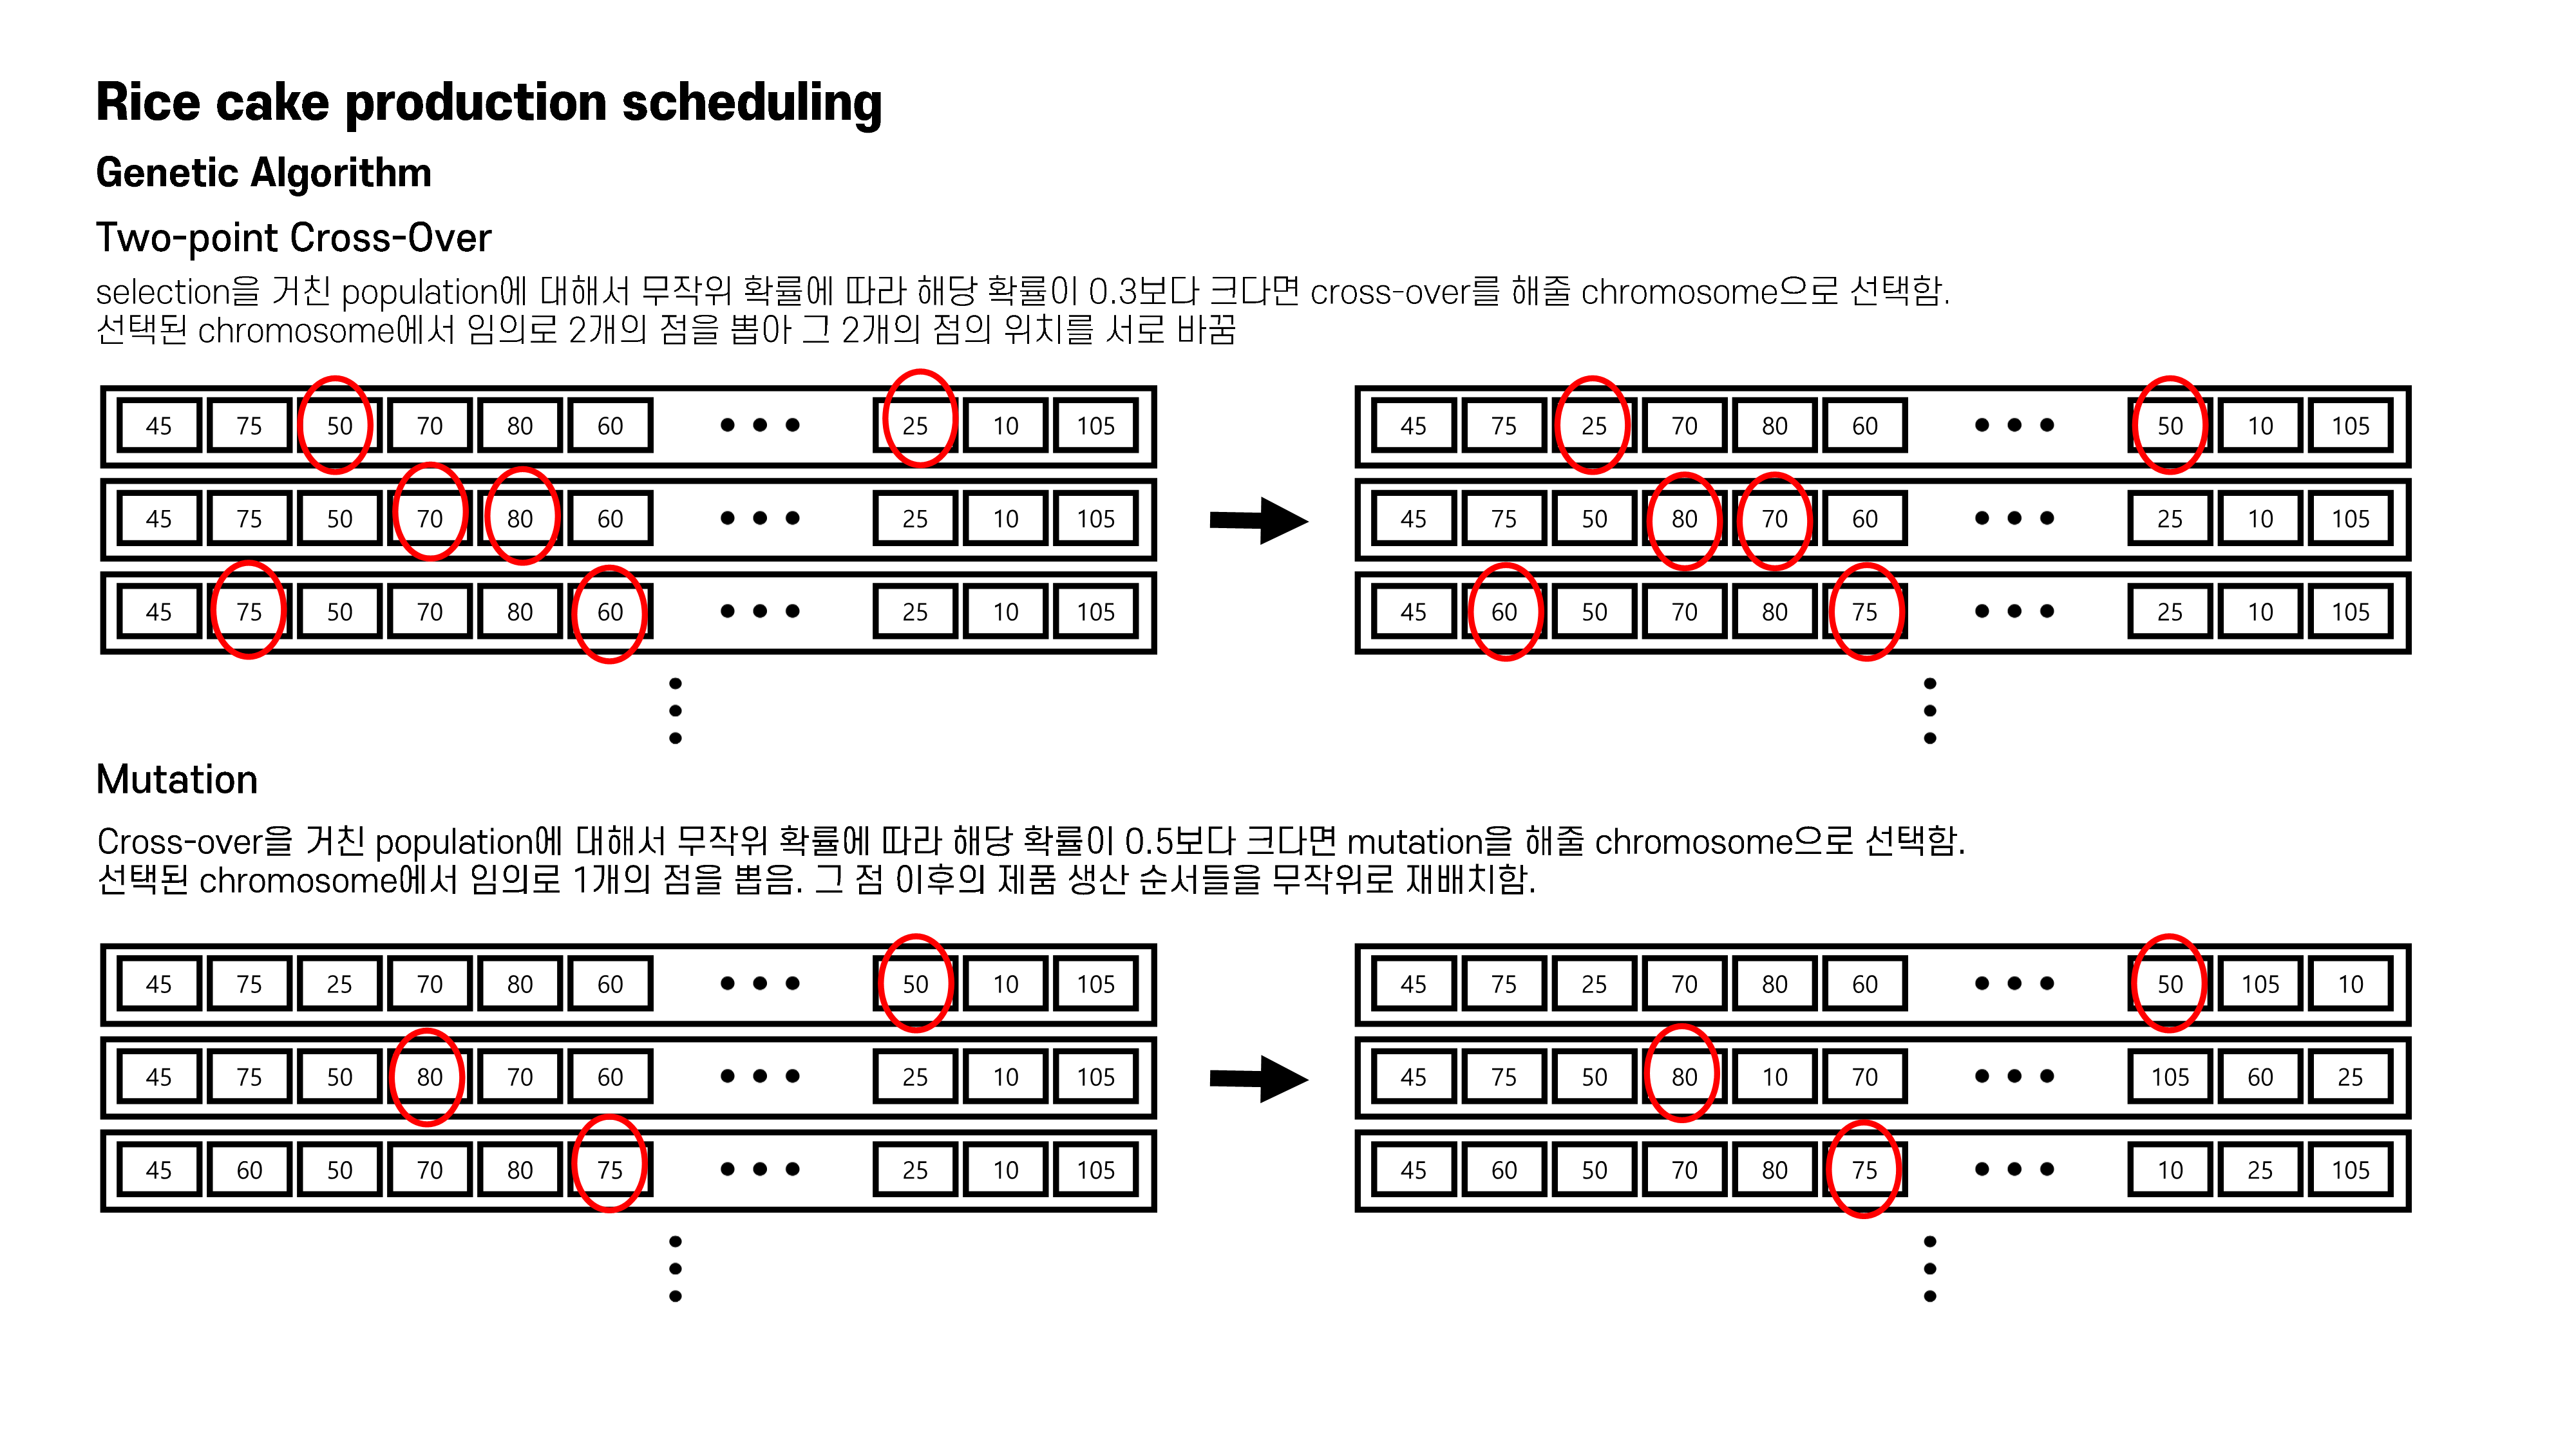 Rice cake production scheduling
Genetic Algorithm
Two-point Cross-Over
selection을 거친 population에 대해서 무작위 확률에 따라 해당 확률이 0.3보다 크다면 cross-over를 해줄 chromosome으로 선택함.
선택된 chromosome에서 임의로 2개의 점을 뽑아 그 2개의 점의 위치를 서로 바꿈
45 75 50 70 80 60 • • • 25 10 105
45 75 50 70 80 60 • • • 25 10 105
45 75 50 70 80 60 • • • 25 10 105
45 75 25 70 80 60 • • • 50 10 105
45 75 50 80 70 60 • • • 25 10 105
45 60 50 70 80 75 • • • 25 10 105
Mutation
Cross-over을 거친 population에 대해서 무작위 확률에 따라 해당 확률이 0.5보다 크다면 mutation을 해줄 chromosome으로 선택함.
선택된 chromosome에서 임의로 1개의 점을 뽑음. 그 점 이후의 제품 생산 순서들을 무작위로 재배치함.
45 75 25 70 80 60 • • • 50 10 105
45 75 50 80 70 60 • • • 25 10 105
45 60 50 70 80 75 • • • 25 10 105
45 75 25 70 80 60 • • • 50 105 10
45 75 50 80 10 70 • • • 105 60 25
45 60 50 70 80 75 • • • 10 25 105